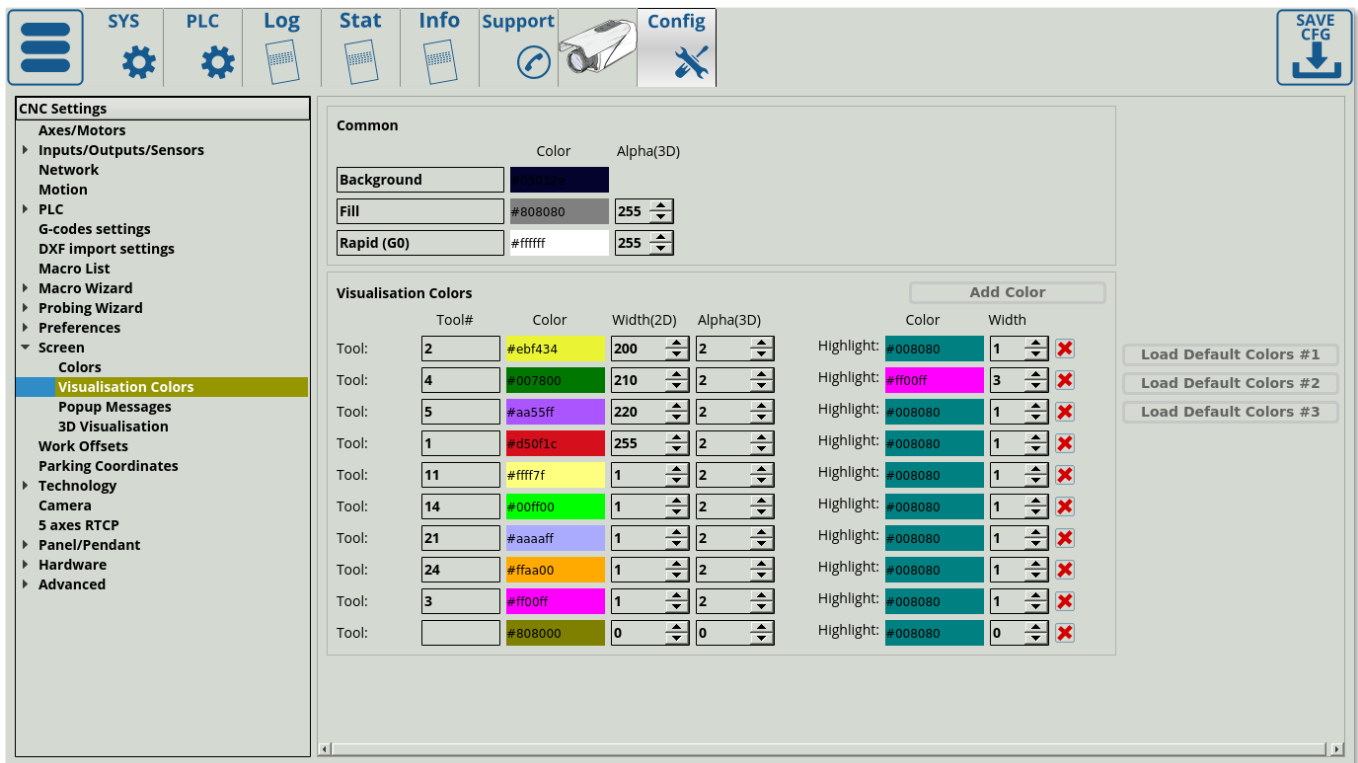 SYS PLC Log Stat Info Support Config SAVE CFG
CNC Settings
Axes/Motors
Inputs/Outputs/Sensors
Network
Motion
PLC
G-codes settings
DXF import settings
Macro List
Macro Wizard
Probing Wizard
Preferences
Screen
Colors
Visualisation Colors
Popup Messages
3D Visualisation
Work Offsets
Parking Coordinates
Technology
Camera
5 axes RTCP
Panel/Pendant
Hardware
Advanced
Common
Color Alpha(3D)
Background
Fill #808080 255
Rapid (G0) #ffffff 255
Visualisation Colors Add Color
Tool# Color Width(2D) Alpha(3D) Color Width
Tool: 2 #ebf434 200 2 Highlight: #008080 1
Tool: 4 #007800 210 2 Highlight: #ff00ff 3
Tool: 5 #aa55ff 220 2 Highlight: #008080 1
Tool: 1 #d50f1c 255 2 Highlight: #008080 1
Tool: 11 #ffff7f 1 2 Highlight: #008080 1
Tool: 14 #00ff00 1 2 Highlight: #008080 1
Tool: 21 #aaaaff 1 2 Highlight: #008080 1
Tool: 24 #ffaa00 1 2 Highlight: #008080 1
Tool: 3 #ff00ff 1 2 Highlight: #008080 1
Tool: #808000 0 0 Highlight: #008080 0
Load Default Colors #1
Load Default Colors #2
Load Default Colors #3